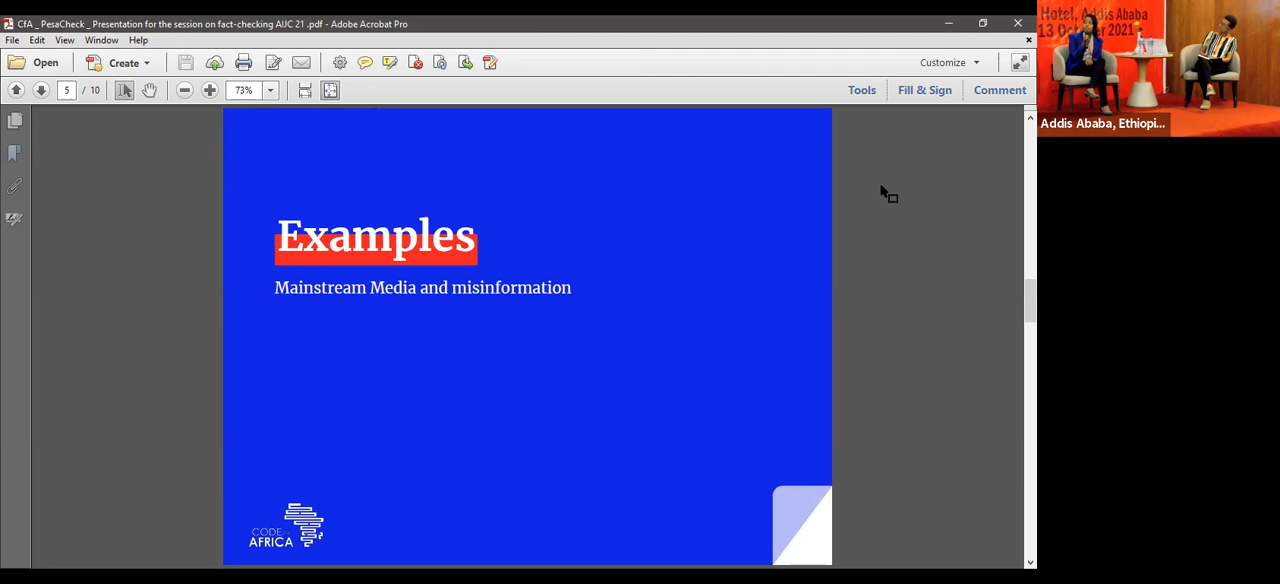 CfA _ PesaCheck _ Presentation for the session on fact-checking AIJC 21 .pdf - Adobe Acrobat Pro
File Edit View Window Help
Open Create Customize
5 / 10 73% Tools Fill & Sign Comment
Examples
Mainstream Media and misinformation
CODE FOR
AFRICA
Hotel, Addis Ababa
13 October 2021
Addis Ababa, Ethiopi...